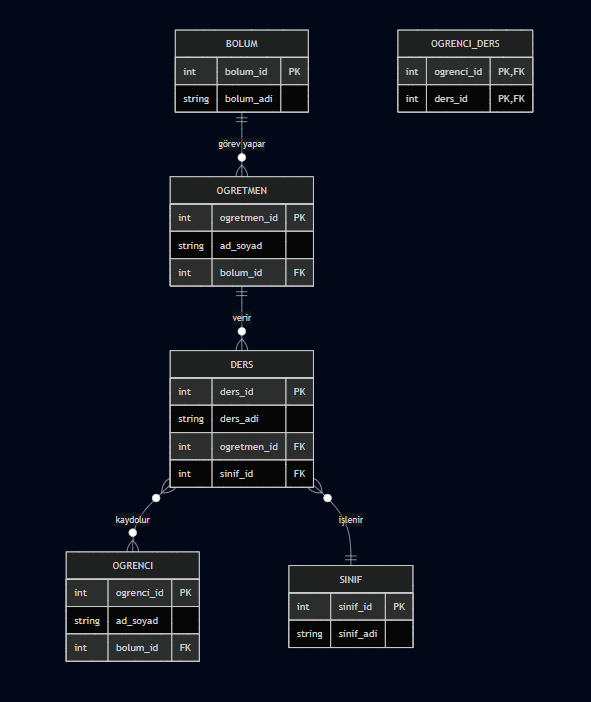 BOLUM
int bolum_id PK
string bolum_adi
OGRENCI_DERS
int ogrenci_id PK,FK
int ders_id PK,FK
görev yapar
OGRETMEN
int ogretmen_id PK
string ad_soyad
int bolum_id FK
verir
DERS
int ders_id PK
string ders_adi
int ogretmen_id FK
int sinif_id FK
kaydolur
işlenir
OGRENCI
int ogrenci_id PK
string ad_soyad
int bolum_id FK
SINIF
int sinif_id PK
string sinif_adi